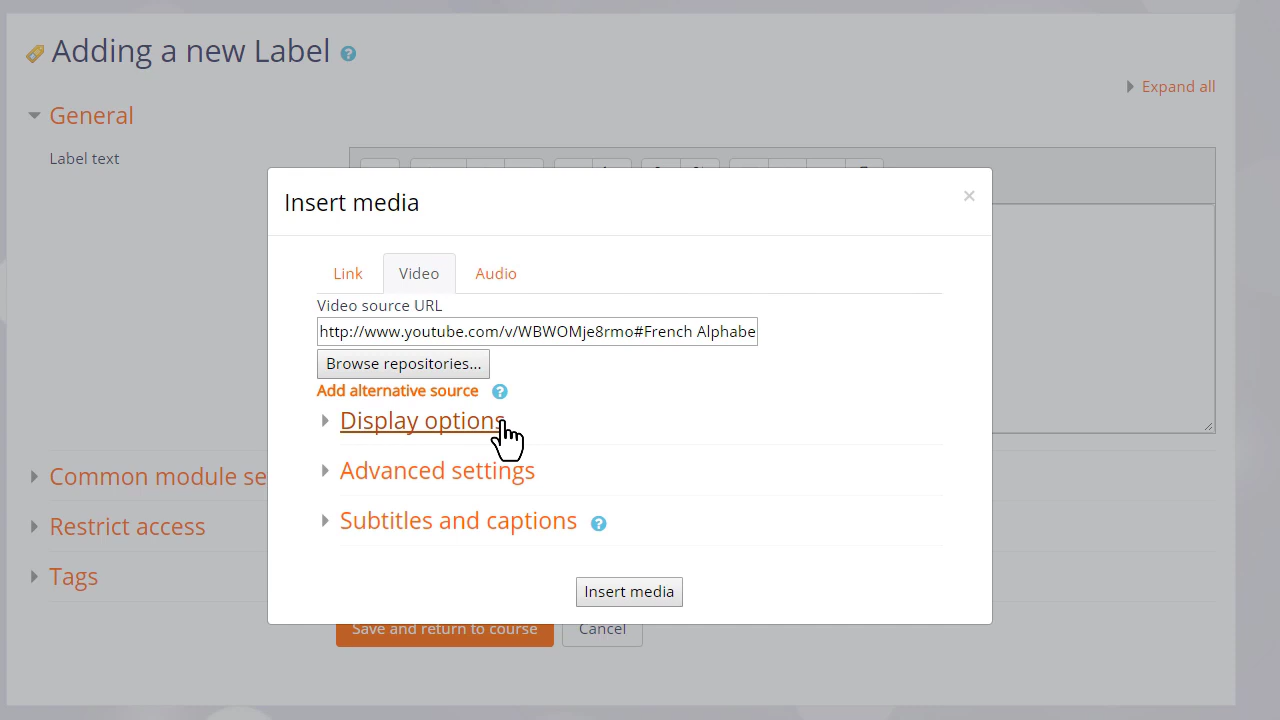 Adding a new Label
Expand all
General
Label text
Insert media
×
Link Video Audio
Video source URL
http://www.youtube.com/v/WBWOMje8rmo#French Alphabe
Browse repositories...
Add alternative source ?
Display options
Advanced settings
Subtitles and captions ?
Insert media
Common module se
Restrict access
Tags
Save and return to course Cancel